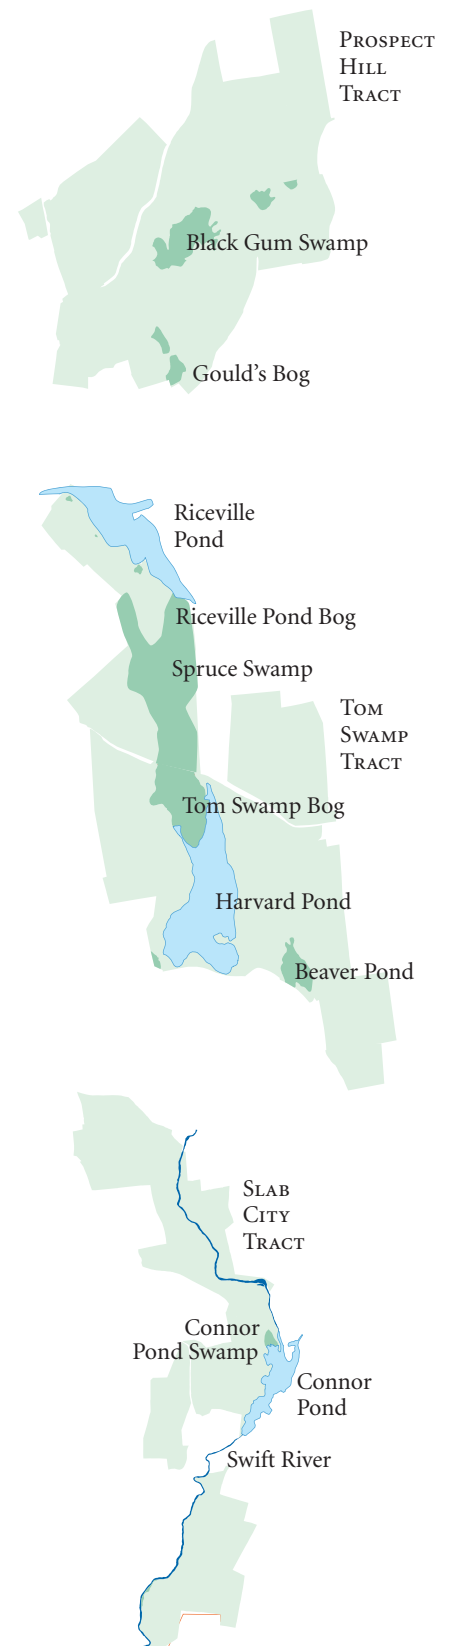 Prospect
Hill
Tract
Black Gum Swamp
Gould’s Bog
Riceville
Pond
Riceville Pond Bog
Spruce Swamp
Tom
Swamp
Tract
Tom Swamp Bog
Harvard Pond
Beaver Pond
Slab
City
Tract
Connor
Pond Swamp
Connor
Pond
Swift River